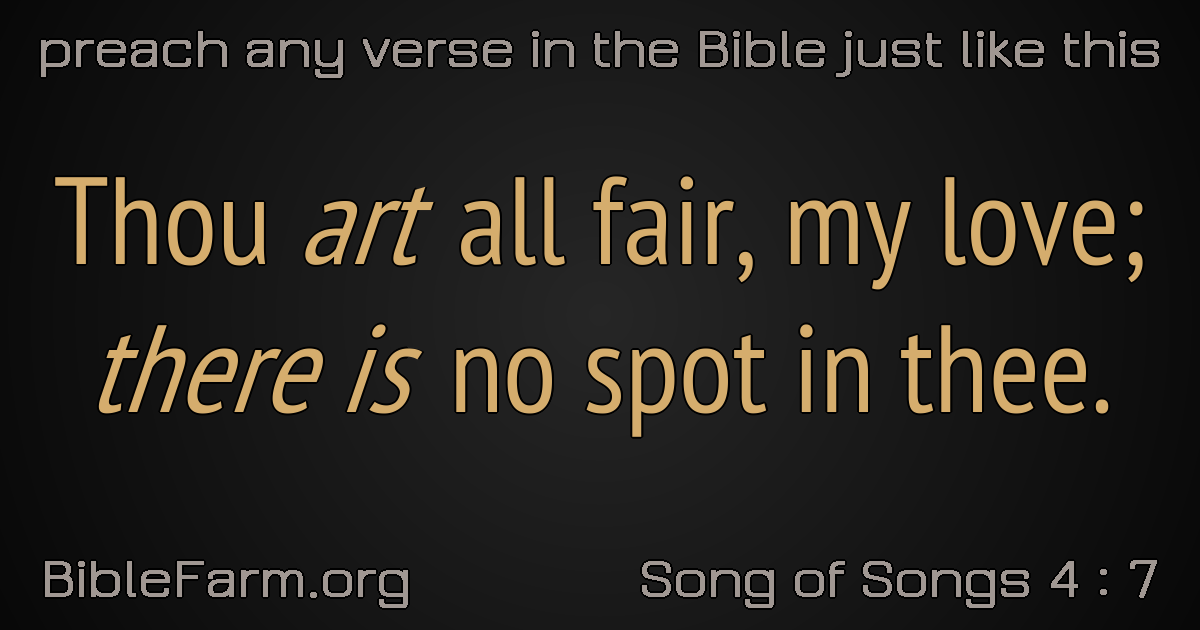 preach any verse in the Bible just like this
Thou art all fair, my love;
there is no spot in thee.
BibleFarm.org
Song of Songs 4 : 7